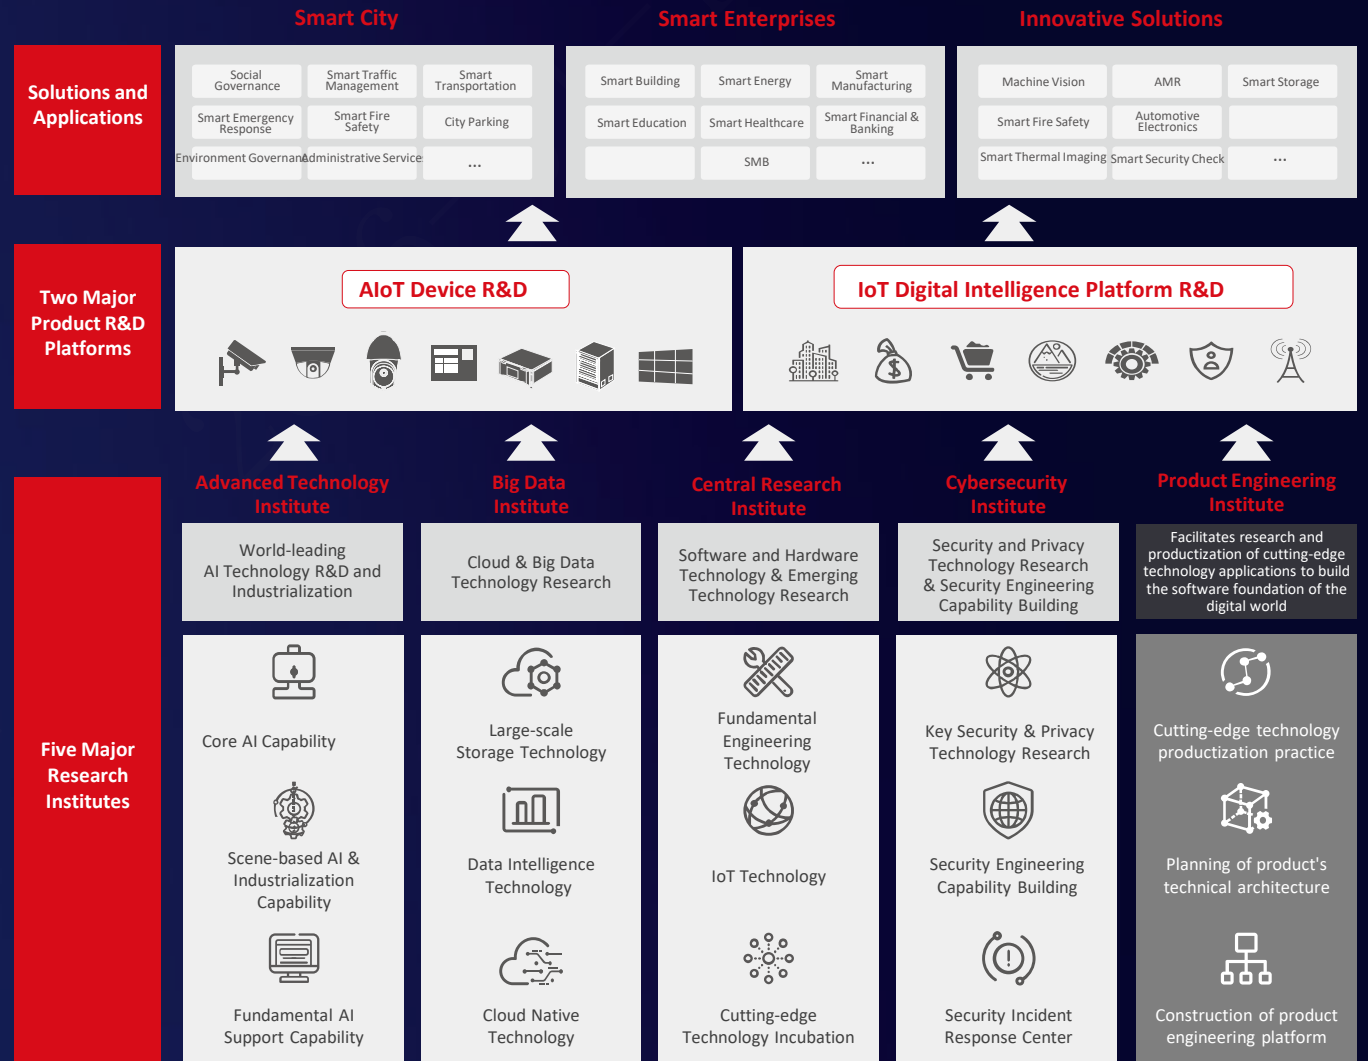 Smart City
Smart Enterprises
Innovative Solutions
Solutions and
Applications
Social
Governance
Smart Traffic
Management
Smart
Transportation
Smart Emergency
Response
Smart Fire
Safety
City Parking
Environment Governan
Administrative Service
...
Smart Building
Smart Energy
Smart
Manufacturing
Smart Education
Smart Healthcare
Smart Financial &
Banking
SMB
...
Machine Vision
AMR
Smart Storage
Smart Fire Safety
Automotive
Electronics
Smart Thermal Imaging
Smart Security Check
...
Two Major
Product R&D
Platforms
AIoT Device R&D
IoT Digital Intelligence Platform R&D
$
Five Major
Research
Institutes
Advanced Technology
Institute
World-leading
AI Technology R&D and
Industrialization
Core AI Capability
Scene-based AI &
Industrialization
Capability
Fundamental AI
Support Capability
Big Data
Institute
Cloud & Big Data
Technology Research
Large-scale
Storage Technology
Data Intelligence
Technology
Cloud Native
Technology
Central Research
Institute
Software and Hardware
Technology & Emerging
Technology Research
Fundamental
Engineering
Technology
IoT Technology
Cutting-edge
Technology Incubation
Cybersecurity
Institute
Security and Privacy
Technology Research
& Security Engineering
Capability Building
Key Security & Privacy
Technology Research
Security Engineering
Capability Building
Security Incident
Response Center
Product Engineering
Institute
Facilitates research and
productization of cutting-edge
technology applications to build
the software foundation of the
digital world
Cutting-edge technology
productization practice
Planning of product's
technical architecture
Construction of product
engineering platform